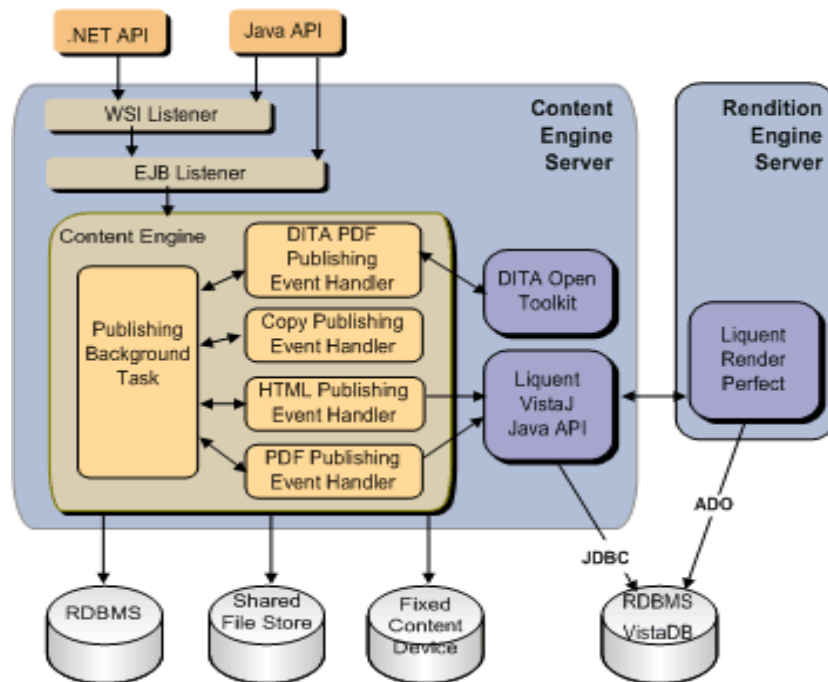 .NET API
Java API
WSI Listener
EJB Listener
Content
Engine
Server
Rendition
Engine
Server
Content Engine
DITA PDF
Publishing
Event Handler
Publishing
Background
Task
Copy Publishing
Event Handler
HTML Publishing
Event Handler
PDF Publishing
Event Handler
DITA Open
Toolkit
Liquent
VistaJ
Java API
Liquent
Render
Perfect
JDBC
ADO
RDBMS
Shared
File Store
Fixed
Content
Device
RDBMS
VistaDB